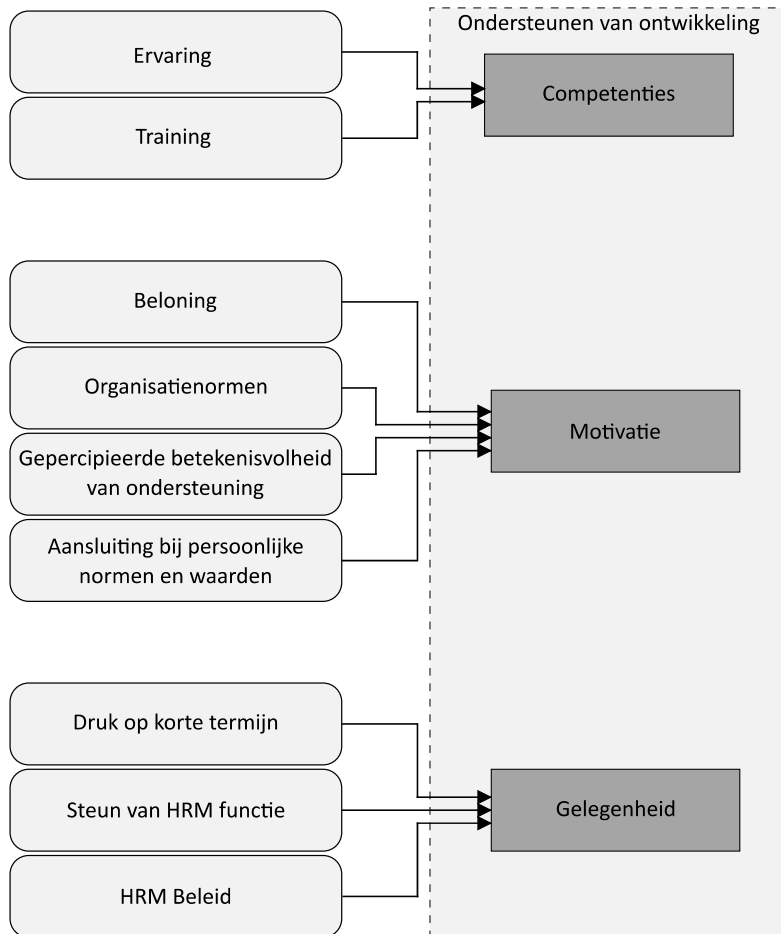 Ondersteunen van ontwikkeling
Ervaring
Competenties
Training
Beloning
Organisatienormen
Motivatie
Gepercipieerde betekenisvolheid
van ondersteuning
Aansluiting bij persoonlijke
normen en waarden
Druk op korte termijn
Steun van HRM functie
Gelegenheid
HRM Beleid